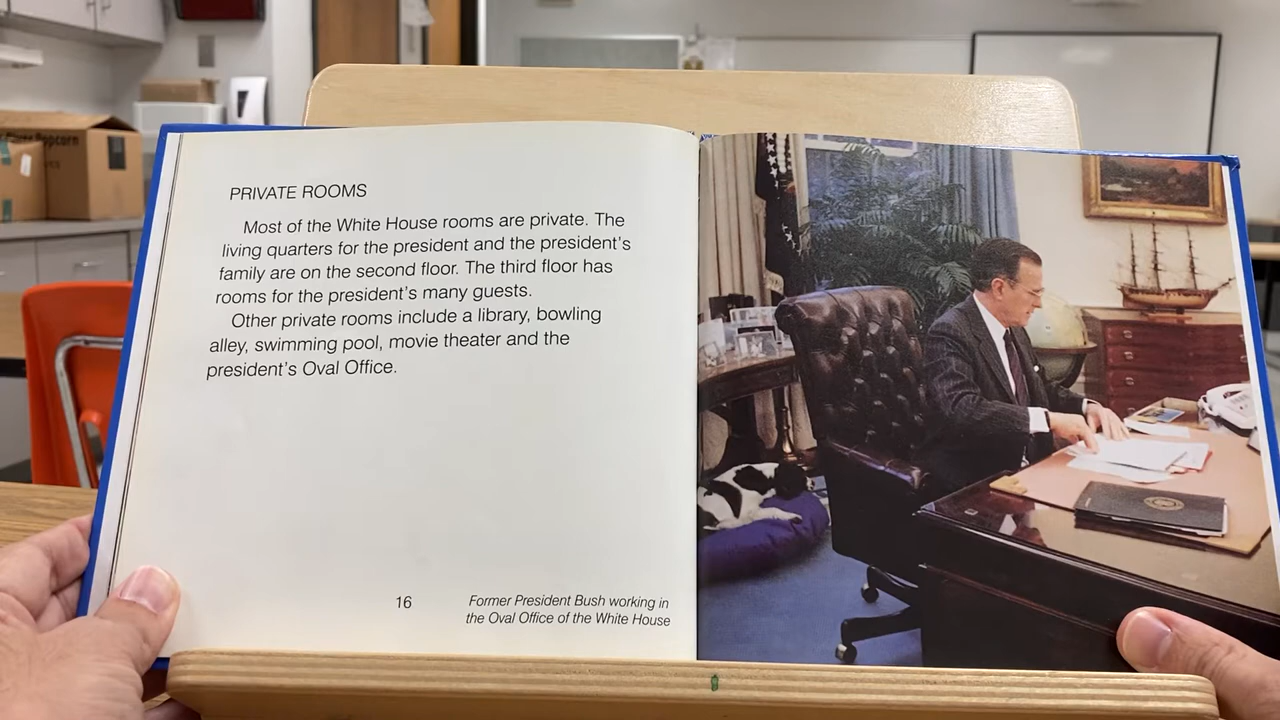 Popcorn
PRIVATE ROOMS
Most of the White House rooms are private. The
living quarters for the president and the president's
family are on the second floor. The third floor has
rooms for the president's many guests.
Other private rooms include a library, bowling
alley, swimming pool, movie theater and the
president's Oval Office.
16
Former President Bush working in
the Oval Office of the White House